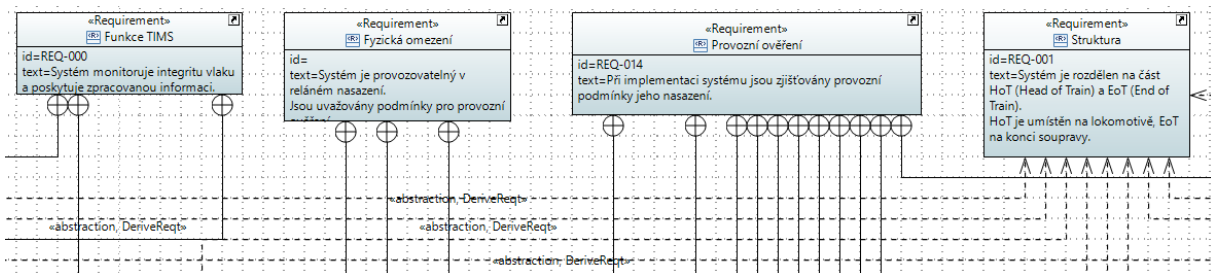 «Requirement»
Funkce TIMS
id=REQ-000
text=Systém monitoruje integritu vlaku
a poskytuje zpracovanou informaci.
«Requirement»
Fyzická omezení
id=
text=Systém je provozovatelný v
reláném nasazení.
Jsou uvažovány podmínky pro provozní
«Requirement»
Provozní ověření
id=REQ-014
text=Při implementaci systému jsou zjišťovány provozní
podmínky jeho nasazení.
«Requirement»
Struktura
id=REQ-001
text=Systém je rozdělen na část
HoT (Head of Train) a EoT (End of
Train).
HoT je umístěn na lokomotivě, EoT
na konci soupravy.
«abstraction, DeriveReqt»
«abstraction, DeriveReqt»
«abstraction, DeriveReqt»
«abstraction, DeriveReqt»